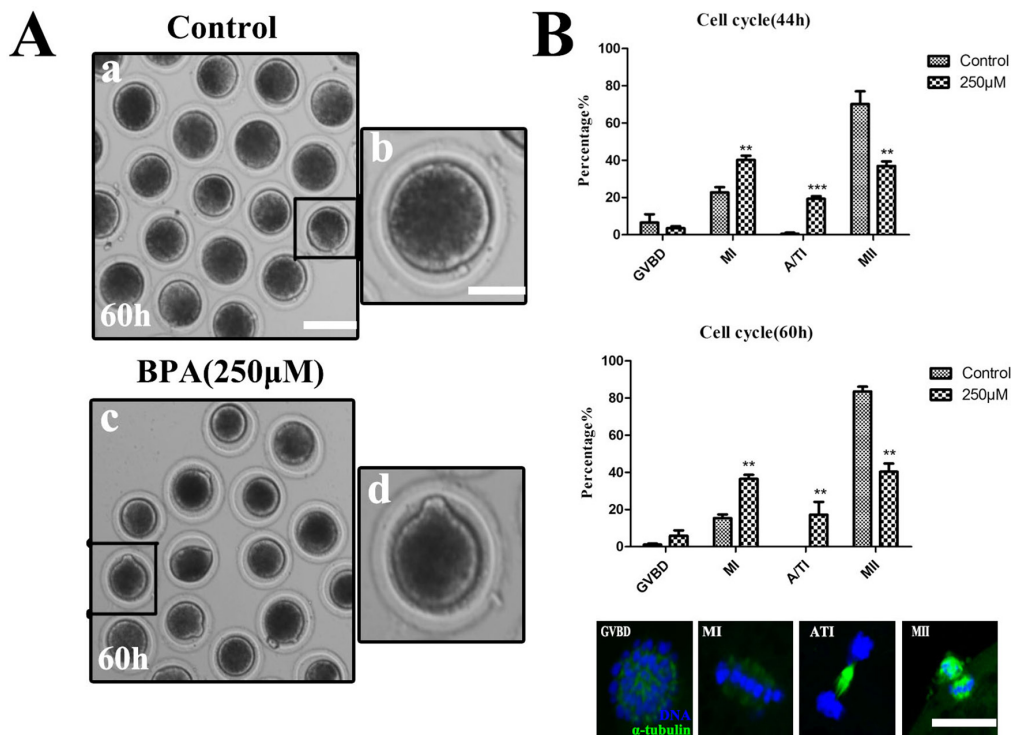 A
Control
a
60h
b
BPA(250μM)
c
60h
d
B
Cell cycle(44h)
Percentage%
100
80
60
40
20
0
GVBD
MI
A/TI
MII
**
***
**
Control
250μM
Cell cycle(60h)
Percentage%
100
80
60
40
20
0
GVBD
MI
A/TI
MII
**
**
**
Control
250μM
GVBD
MI
ATI
MII
DNA
α-tubulin